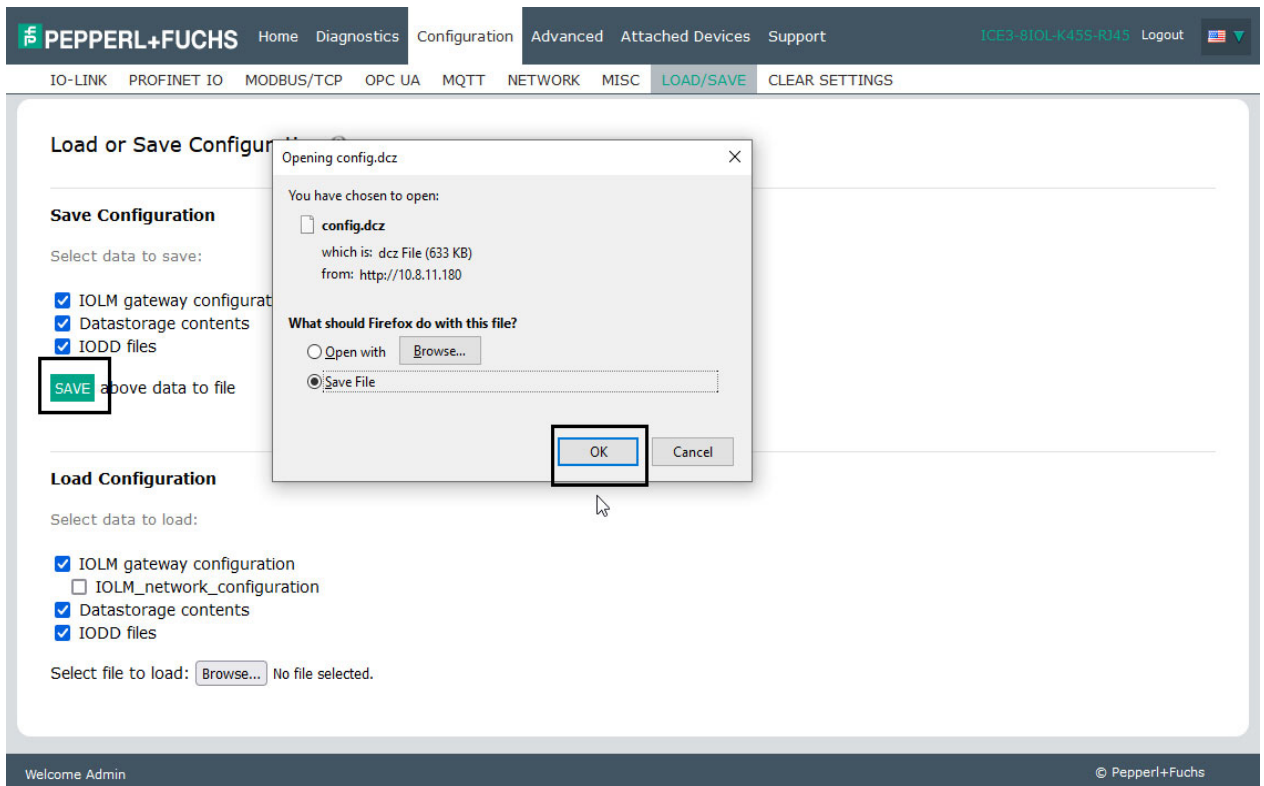 PEPPERL+FUCHS Home Diagnostics Configuration Advanced Attached Devices Support ICE3-8IOL-K45S-RJ45 Logout
IO-LINK PROFINET IO MODBUS/TCP OPC UA MQTT NETWORK MISC LOAD/SAVE CLEAR SETTINGS
Load or Save Configur
Opening config.dcz
You have chosen to open:
config.dcz
which is: dcz File (633 KB)
from: http://10.8.11.180
What should Firefox do with this file?
Open with Browse...
Save File
OK Cancel
Save Configuration
Select data to save:
IOLM gateway configurat
Datastorage contents
IODD files
SAVE above data to file
Load Configuration
Select data to load:
IOLM gateway configuration
IOLM_network_configuration
Datastorage contents
IODD files
Select file to load: Browse... No file selected.
Welcome Admin © Pepperl+Fuchs